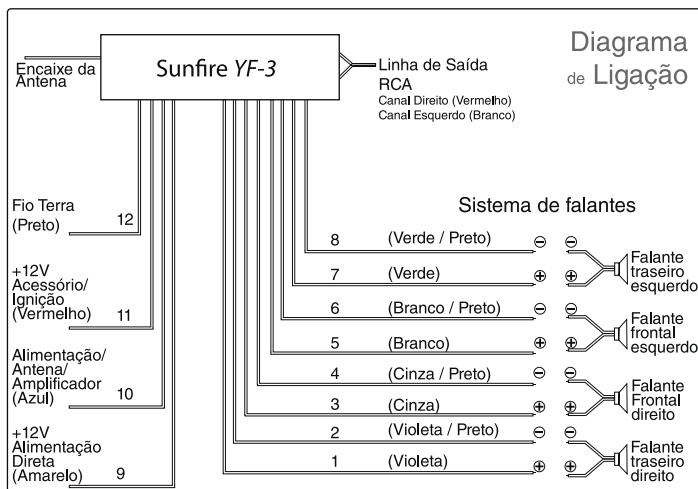 Diagrama
de Ligação
Encaixe da
Antena
Sunfire YF-3
Linha de Saída
RCA
Canal Direito (Vermelho)
Canal Esquerdo (Branco)
Fio Terra
(Preto)
12
+12V
Acessório/
Ignição
(Vermelho)
11
Alimentação/
Antena/
Amplificador
(Azul)
10
+12V
Alimentação
Direta
(Amarelo)
9
Sistema de falantes
8 (Verde / Preto) ⊖ ⊖
7 (Verde) ⊕ ⊕
Falante
traseiro
esquerdo
6 (Branco / Preto) ⊖ ⊖
5 (Branco) ⊕ ⊕
Falante
frontal
esquerdo
4 (Cinza / Preto) ⊖ ⊖
3 (Cinza) ⊕ ⊕
Falante
Frontal
direito
2 (Violeta / Preto) ⊖ ⊖
1 (Violeta) ⊕ ⊕
Falante
traseiro
direito